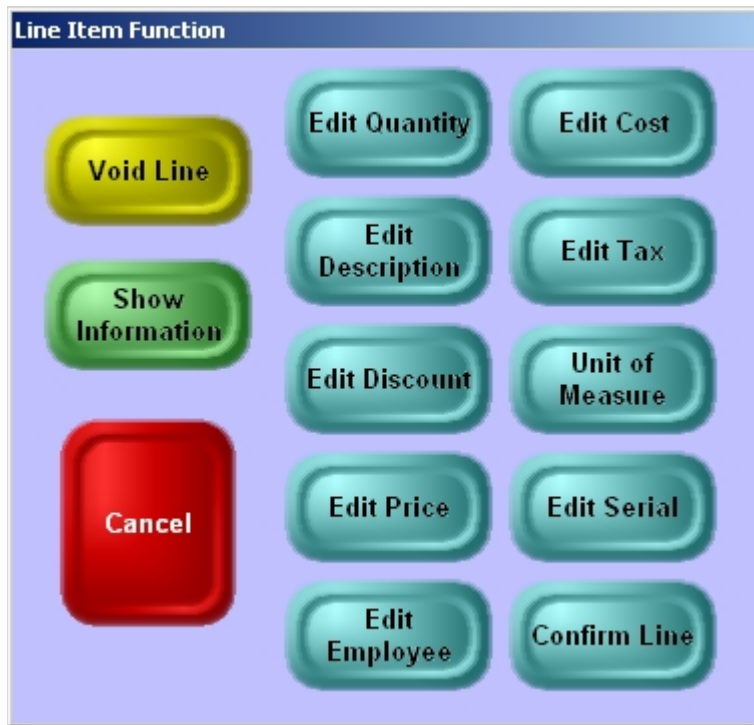 Line Item Function
Void Line
Show
Information
Cancel
Edit Quantity
Edit Cost
Edit
Description
Edit Tax
Edit Discount
Unit of
Measure
Edit Price
Edit Serial
Edit
Employee
Confirm Line